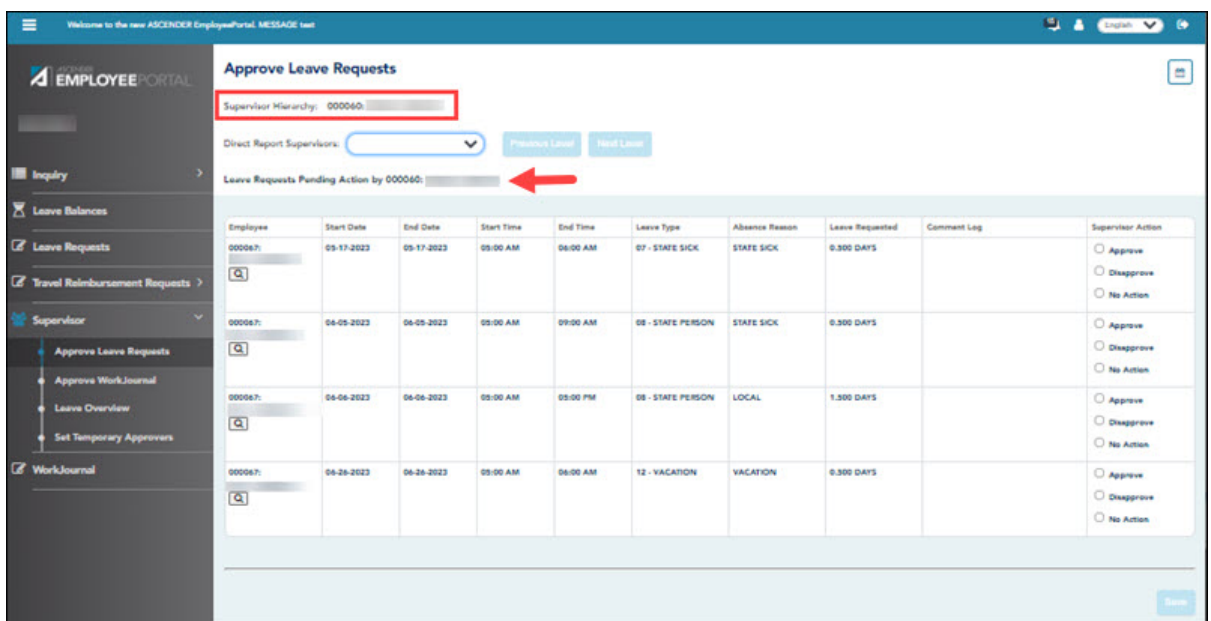 Welcome to the new ASCENDER EmployeePortal. MESSAGE test
English
ASCENDER
EMPLOYEEPORTAL
Inquiry
Leave Balances
Leave Requests
Travel Reimbursement Requests
Supervisor
Approve Leave Requests
Approve WorkJournal
Leave Overview
Set Temporary Approvers
WorkJournal
Approve Leave Requests
Supervisor Hierarchy: 000060:
Direct Report Supervisors:
Previous Level
Next Level
Leave Requests Pending Action by 000060:
Employee Start Date End Date Start Time End Time Leave Type Absence Reason Leave Requested Comment Log Supervisor Action
000067: 05-17-2023 05-17-2023 05:00 AM 06:00 AM 07 - STATE SICK STATE SICK 0.500 DAYS
Approve
Disapprove
No Action
000067: 06-05-2023 06-05-2023 05:00 AM 09:00 AM 08 - STATE PERSON STATE SICK 0.500 DAYS
Approve
Disapprove
No Action
000067: 06-06-2023 06-06-2023 05:00 AM 05:00 PM 08 - STATE PERSON LOCAL 1.500 DAYS
Approve
Disapprove
No Action
000067: 06-26-2023 06-26-2023 05:00 AM 06:00 AM 12 - VACATION VACATION 0.500 DAYS
Approve
Disapprove
No Action
Save